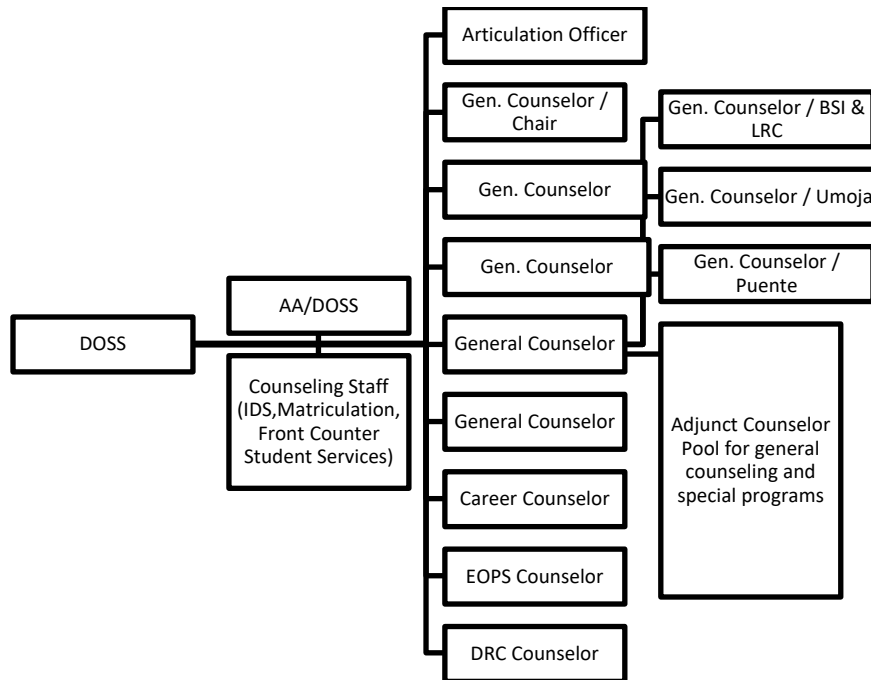 DOSS
AA/DOSS
Counseling Staff
(IDS,Matriculation,
Front Counter
Student Services)
Articulation Officer
Gen. Counselor /
Chair
Gen. Counselor
Gen. Counselor
General Counselor
General Counselor
Career Counselor
EOPS Counselor
DRC Counselor
Gen. Counselor / BSI &
LRC
Gen. Counselor / Umoja
Gen. Counselor /
Puente
Adjunct Counselor
Pool for general
counseling and
special programs